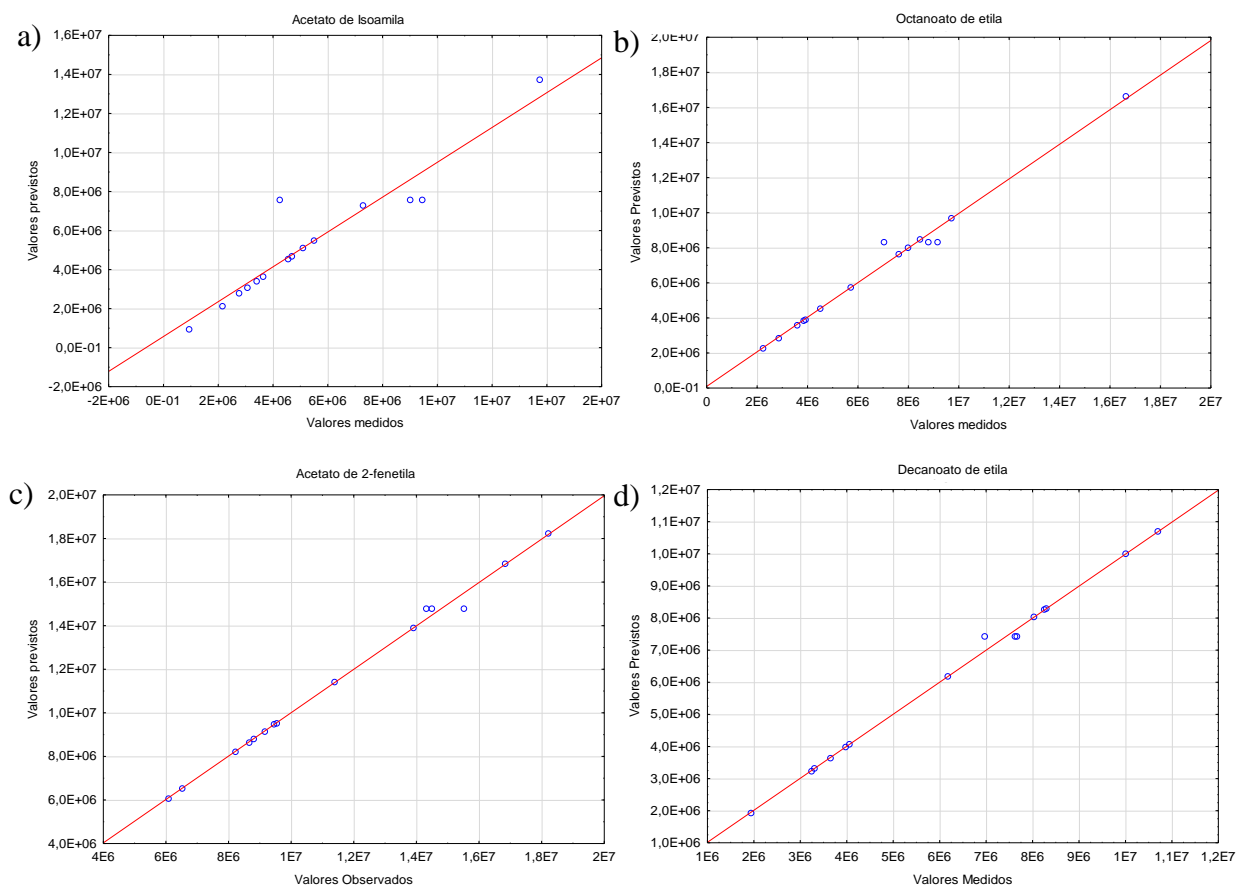 a)
Acetato de Isoamila
1,6E+07
1,4E+07
1,2E+07
1,0E+07
8,0E+06
6,0E+06
4,0E+06
2,0E+06
0,0E-01
-2,0E+06
Valores previstos
-2E+06 0E-01 2E+06 4E+06 6E+06 8E+06 1E+07 1E+07 1E+07 2E+07
Valores medidos
b)
Octanoato de etila
2,0E+07
1,8E+07
1,6E+07
1,4E+07
1,2E+07
1,0E+07
8,0E+06
6,0E+06
4,0E+06
2,0E+06
0,0E-01
Valores Previstos
0 2E6 4E6 6E6 8E6 1E7 1,2E7 1,4E7 1,6E7 1,8E7 2E7
Valores medidos
c)
Acetato de 2-fenetila
2,0E+07
1,8E+07
1,6E+07
1,4E+07
1,2E+07
1,0E+07
8,0E+06
6,0E+06
4,0E+06
Valores previstos
4E6 6E6 8E6 1E7 1,2E7 1,4E7 1,6E7 1,8E7 2E7
Valores Observados
d)
Decanoato de etila
1,2E+07
1,1E+07
1,0E+07
9,0E+06
8,0E+06
7,0E+06
6,0E+06
5,0E+06
4,0E+06
3,0E+06
2,0E+06
1,0E+06
Valores Previstos
1E6 2E6 3E6 4E6 5E6 6E6 7E6 8E6 9E6 1E7 1,1E7 1,2E7
Valores Medidos